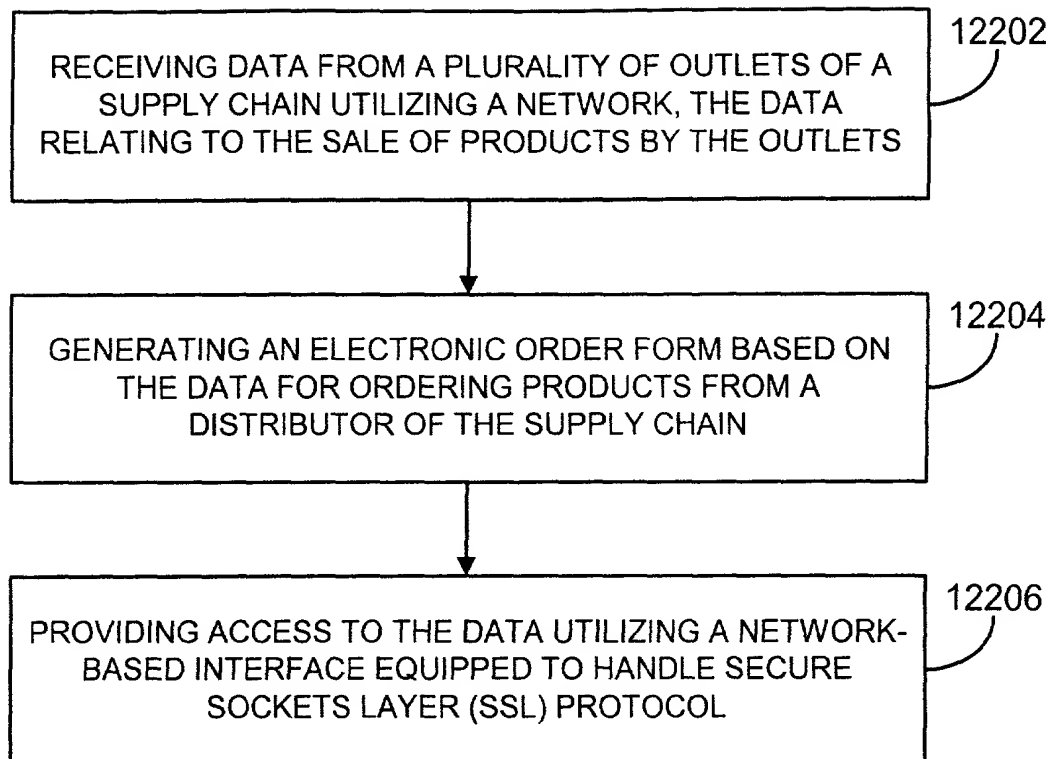 12202
RECEIVING DATA FROM A PLURALITY OF OUTLETS OF A
SUPPLY CHAIN UTILIZING A NETWORK, THE DATA
RELATING TO THE SALE OF PRODUCTS BY THE OUTLETS
12204
GENERATING AN ELECTRONIC ORDER FORM BASED ON
THE DATA FOR ORDERING PRODUCTS FROM A
DISTRIBUTOR OF THE SUPPLY CHAIN
12206
PROVIDING ACCESS TO THE DATA UTILIZING A NETWORK-
BASED INTERFACE EQUIPPED TO HANDLE SECURE
SOCKETS LAYER (SSL) PROTOCOL